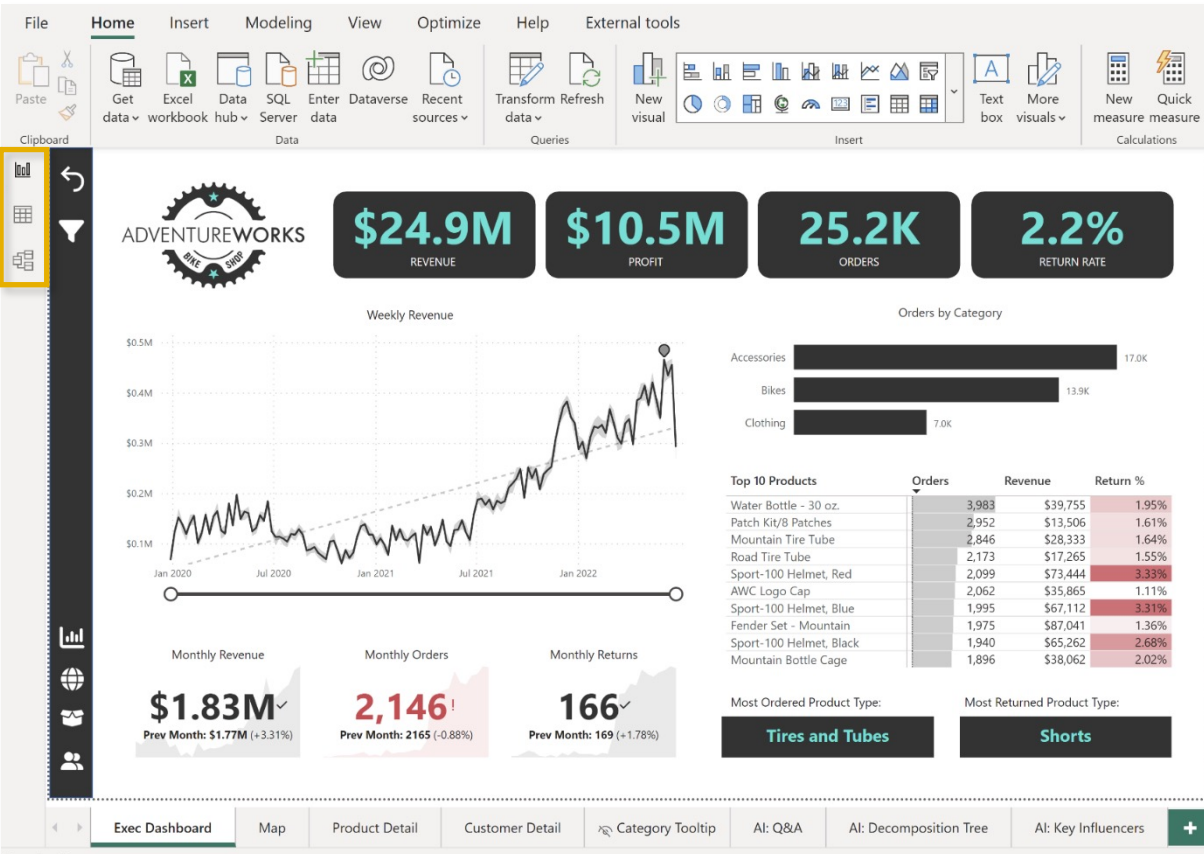 File Home Insert Modeling View Optimize Help External tools
Paste
Get data Excel workbook Data hub SQL Server Enter data Dataverse Recent sources Transform data Refresh New visual Text box More visuals New measure Quick measure
Clipboard Data Queries Insert Calculations
ADVENTUREWORKS
BIKE SHOP
$24.9M
REVENUE
$10.5M
PROFIT
25.2K
ORDERS
2.2%
RETURN RATE
Weekly Revenue
$0.5M
$0.4M
$0.3M
$0.2M
$0.1M
Jan 2020 Jul 2020 Jan 2021 Jul 2021 Jan 2022
Orders by Category
Accessories 17.0K
Bikes 13.9K
Clothing 7.0K
Top 10 Products Orders Revenue Return %
Water Bottle - 30 oz. 3,983 $39,755 1.95%
Patch Kit/8 Patches 2,952 $13,506 1.61%
Mountain Tire Tube 2,846 $28,333 1.64%
Road Tire Tube 2,173 $17,265 1.55%
Sport-100 Helmet, Red 2,099 $73,444 3.33%
AWC Logo Cap 2,062 $35,865 1.11%
Sport-100 Helmet, Blue 1,995 $67,112 3.31%
Fender Set - Mountain 1,975 $87,041 1.36%
Sport-100 Helmet, Black 1,940 $65,262 2.68%
Mountain Bottle Cage 1,896 $38,062 2.02%
Monthly Revenue
$1.83M
Prev Month: $1.77M (+3.31%)
Monthly Orders
2,146!
Prev Month: 2165 (-0.88%)
Monthly Returns
166
Prev Month: 169 (+1.78%)
Most Ordered Product Type:
Tires and Tubes
Most Returned Product Type:
Shorts
Exec Dashboard Map Product Detail Customer Detail Category Tooltip AI: Q&A AI: Decomposition Tree AI: Key Influencers +